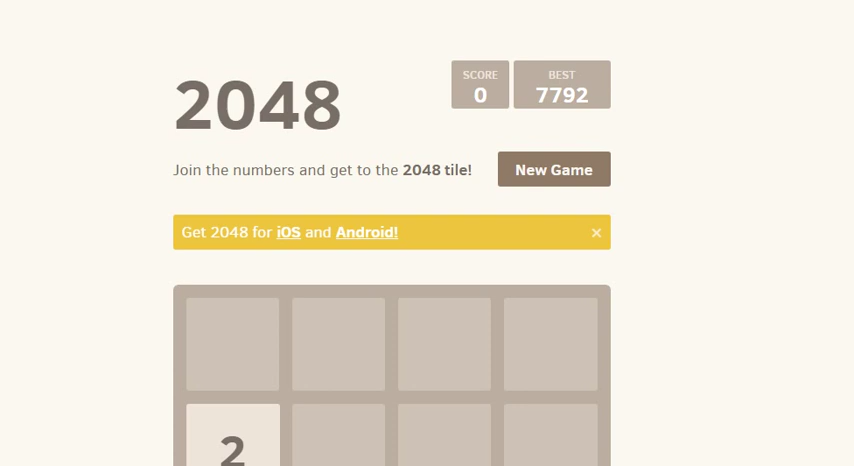 2048
SCORE
0
BEST
7792
Join the numbers and get to the 2048 tile!
New Game
Get 2048 for iOS and Android!
×
2